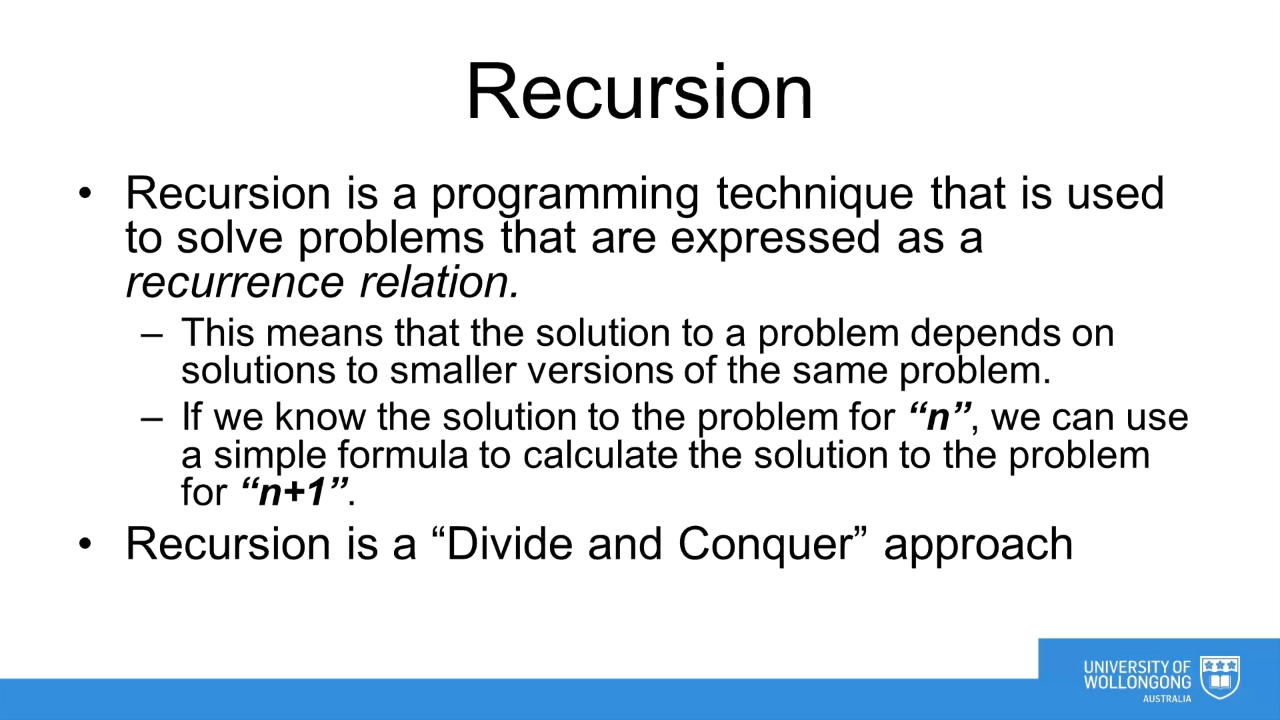 Recursion
• Recursion is a programming technique that is used
to solve problems that are expressed as a
recurrence relation.
– This means that the solution to a problem depends on
solutions to smaller versions of the same problem.
– If we know the solution to the problem for “n”, we can use
a simple formula to calculate the solution to the problem
for “n+1”.
• Recursion is a “Divide and Conquer” approach
UNIVERSITY OF
WOLLONGONG
AUSTRALIA